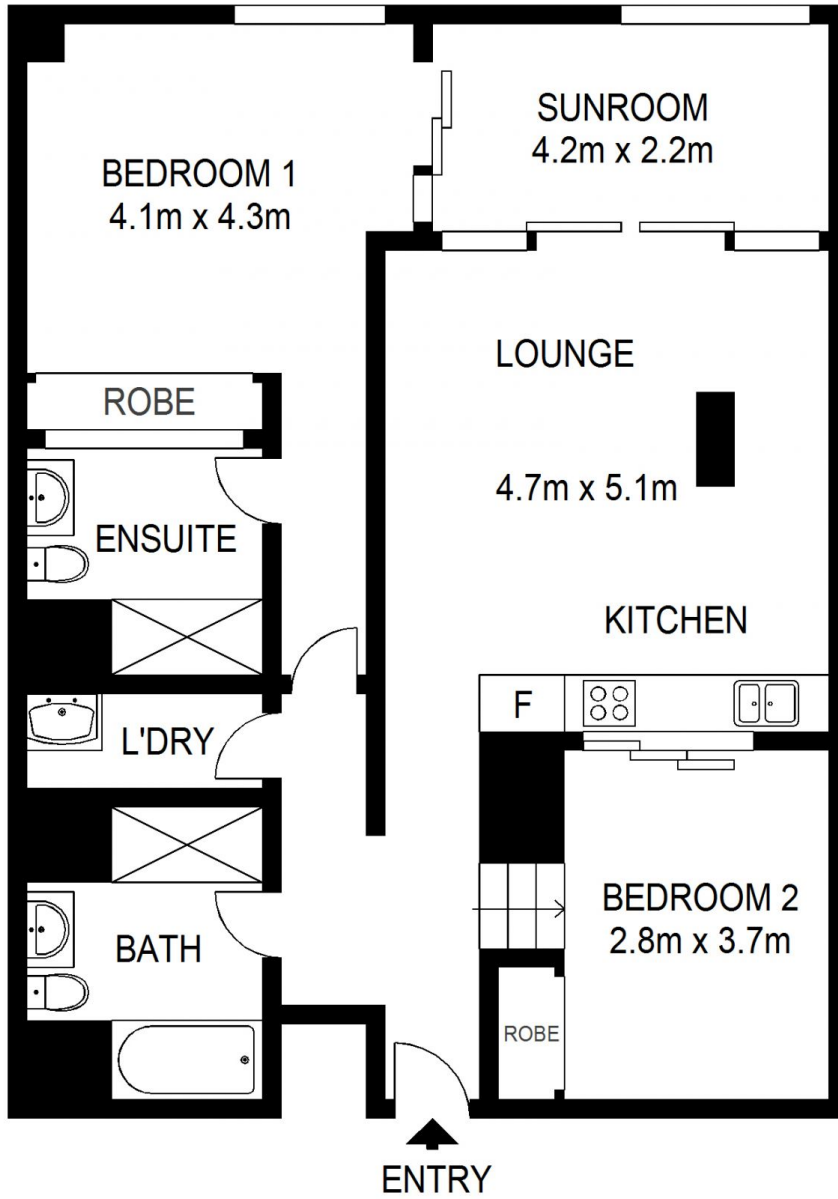 SUNROOM
4.2m x 2.2m
BEDROOM 1
4.1m x 4.3m
LOUNGE
ROBE
4.7m x 5.1m
ENSUITE
KITCHEN
F
L'DRY
BEDROOM 2
2.8m x 3.7m
BATH
ROBE
ENTRY